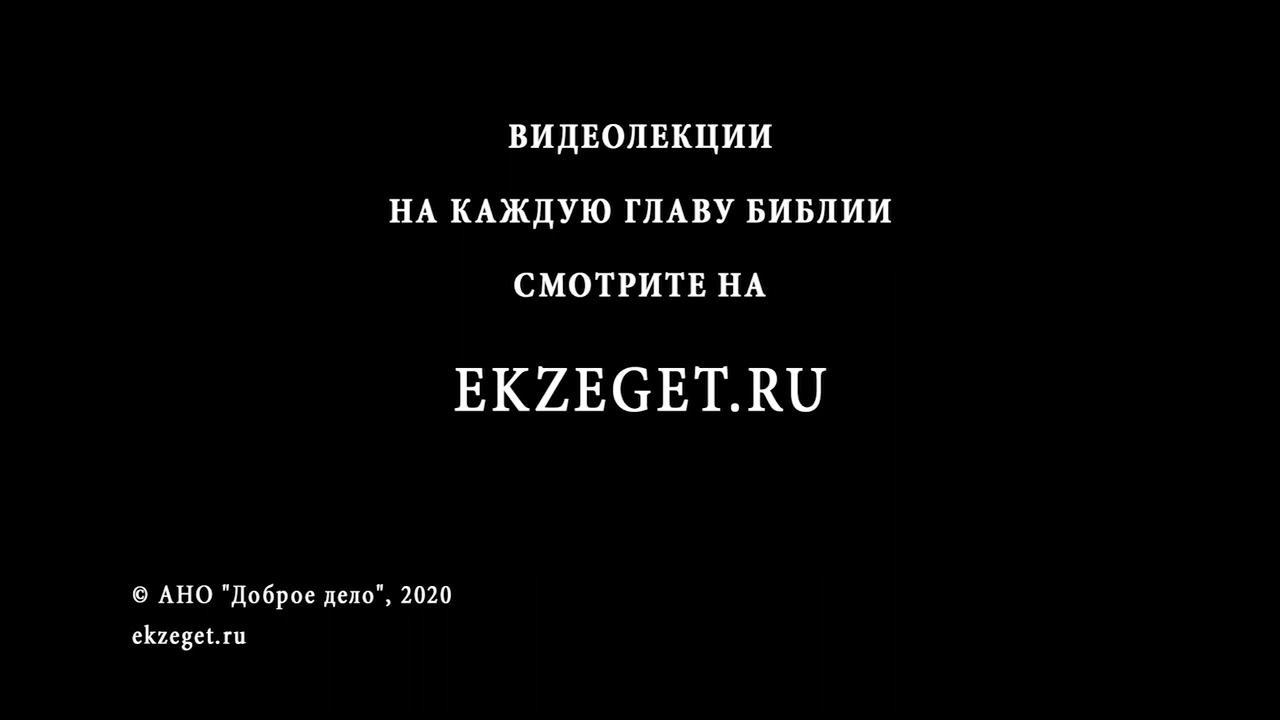 ВИДЕОЛЕКЦИИ
НА КАЖДУЮ ГЛАВУ БИБЛИИ
СМОТРИТЕ НА
EKZEGET.RU
© АНО "Доброе дело", 2020
ekzeget.ru